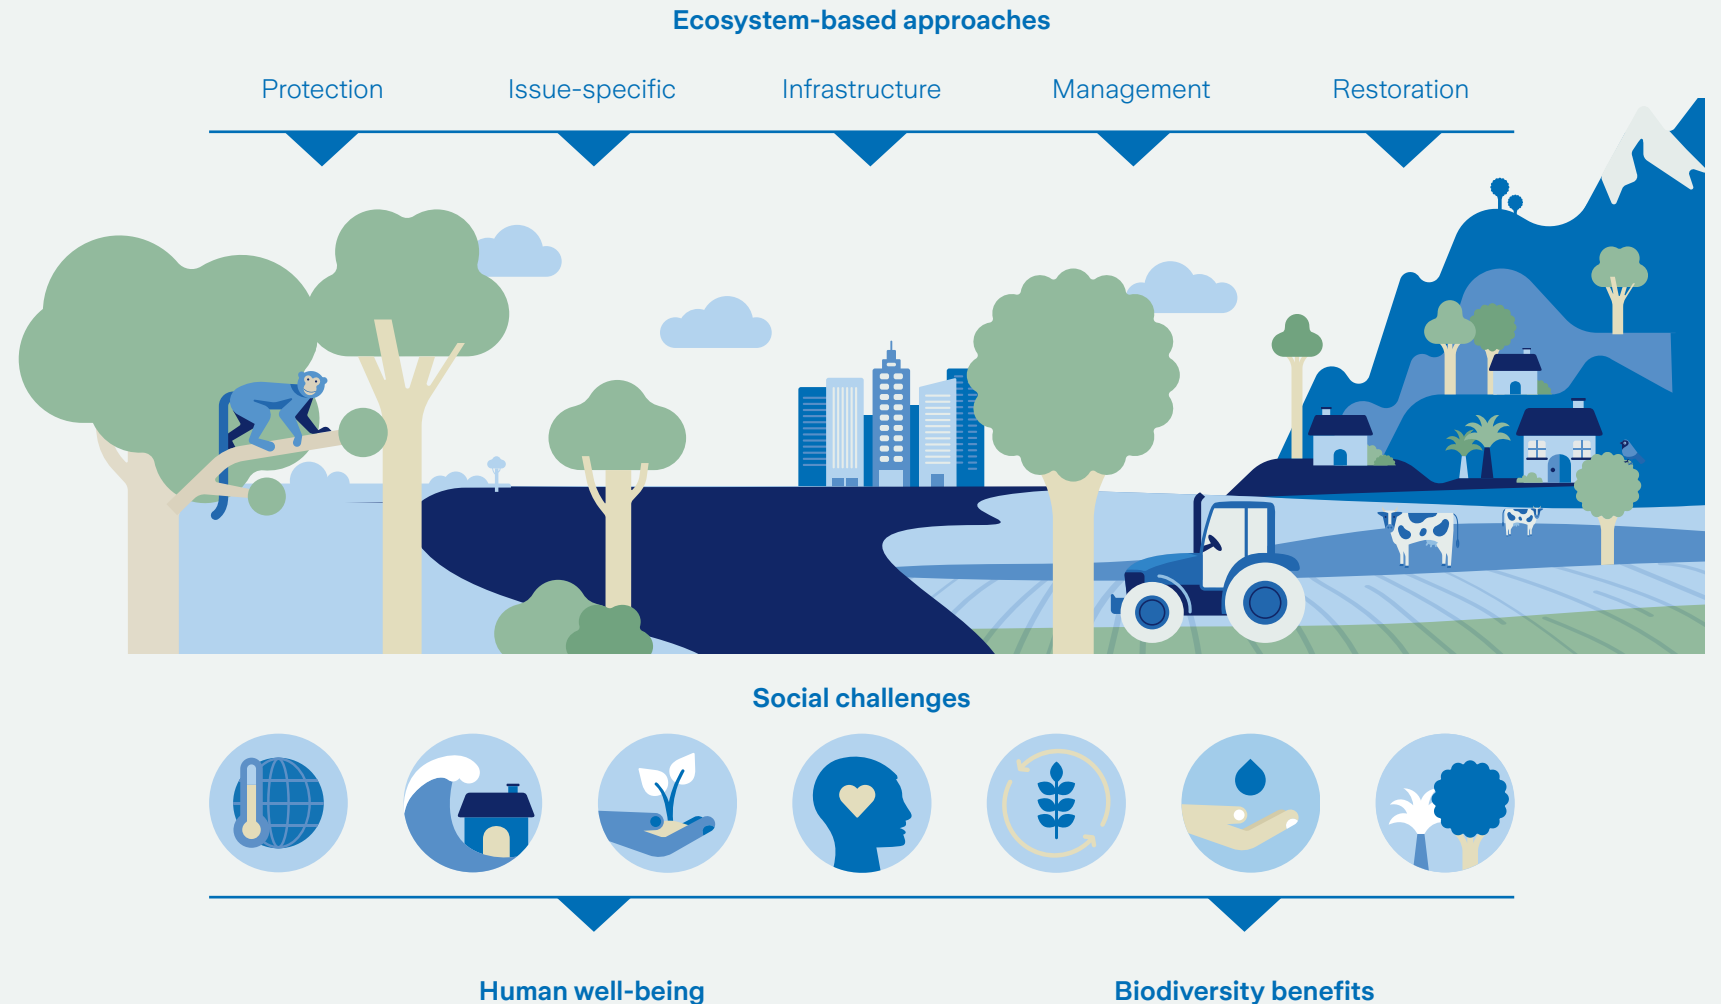 Ecosystem-based approaches
Protection
Issue-specific
Infrastructure
Management
Restoration
Social challenges
Human well-being
Biodiversity benefits